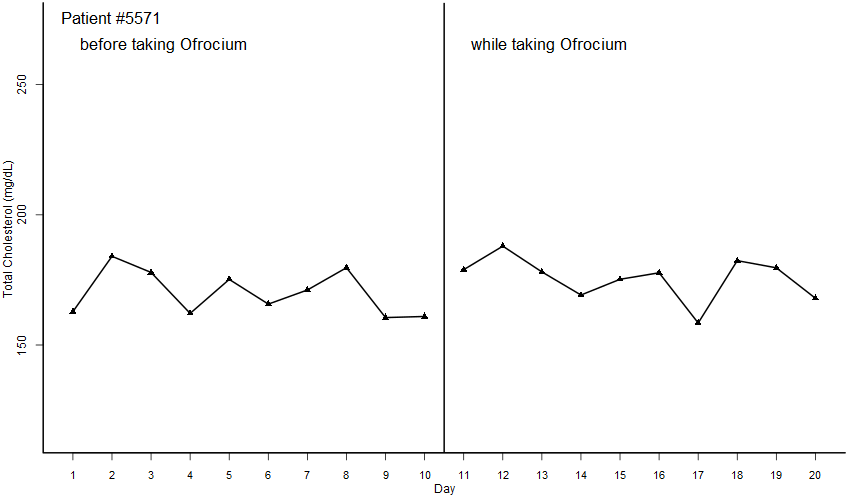 Patient #5571
before taking Ofrocium
while taking Ofrocium
Total Cholesterol (mg/dL)
250
200
150
1 2 3 4 5 6 7 8 9 10 11 12 13 14 15 16 17 18 19 20
Day